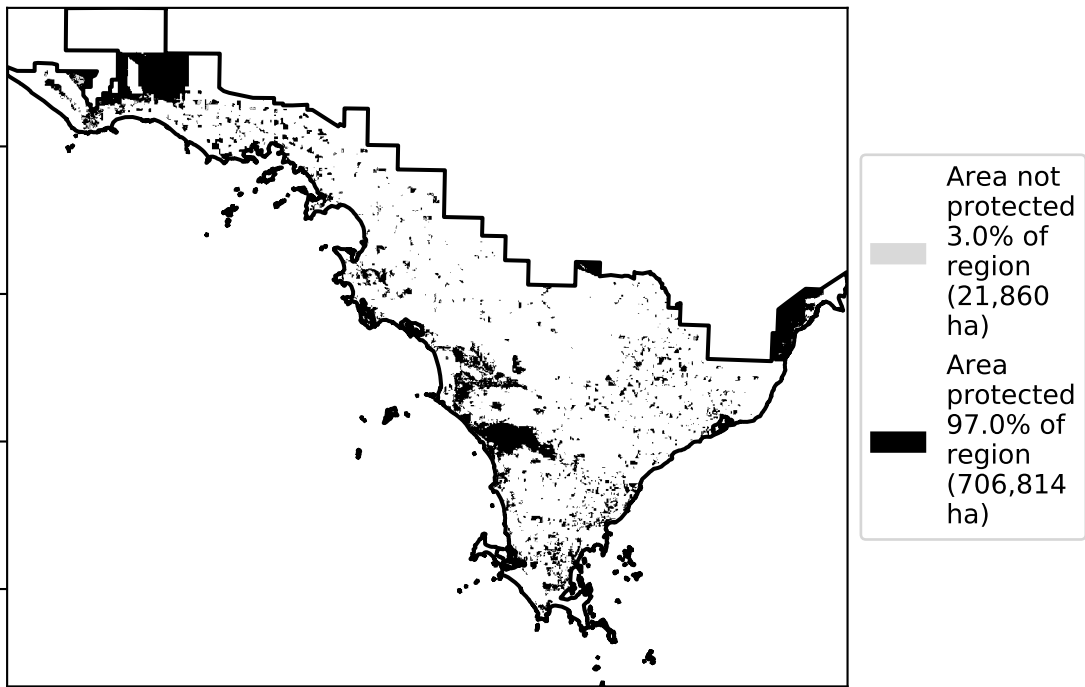 Area not
protected
3.0% of
region
(21,860
ha)
Area
protected
97.0% of
region
(706,814
ha)